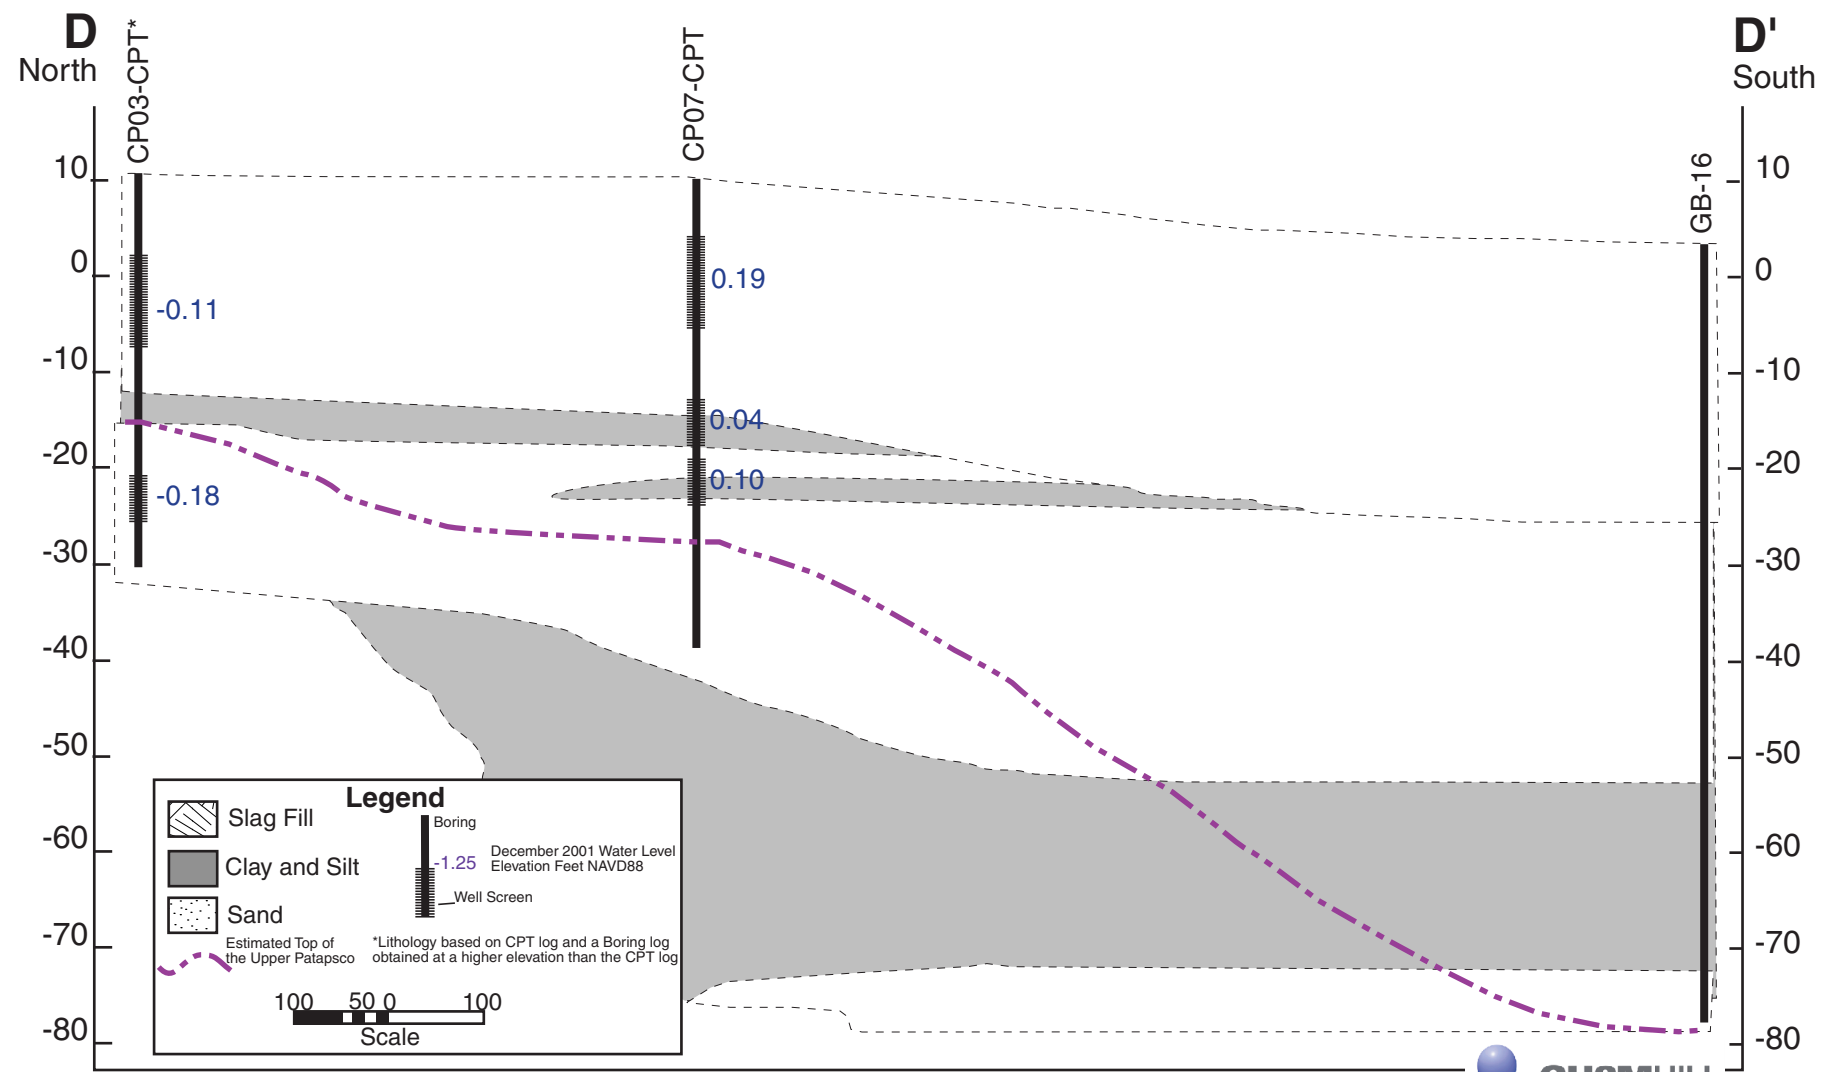 D
North
CP03-CPT*
CP07-CPT
GB-16
D'
South
10
0
-10
-20
-30
-40
-50
-60
-70
-80
-0.11
-0.18
0.19
0.04
0.10
10
0
-10
-20
-30
-40
-50
-60
-70
-80
Legend
Slag Fill
Clay and Silt
Sand
Estimated Top of
the Upper Patapsco
Boring
-1.25
December 2001 Water Level
Elevation Feet NAVD88
Well Screen
*Lithology based on CPT log and a Boring log
obtained at a higher elevation than the CPT log
100 50 0 100
Scale